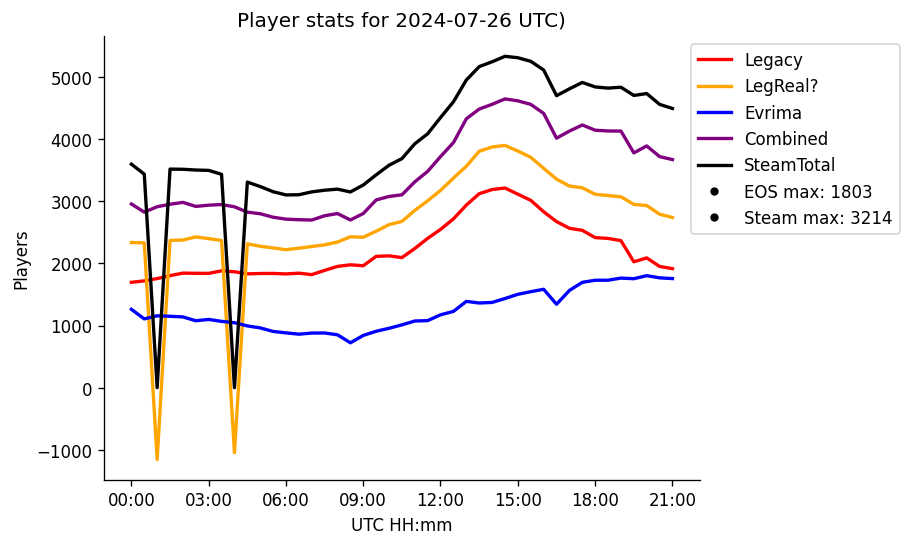 Player stats for 2024-07-26 UTC)
Legacy
LegReal?
Evrima
Combined
SteamTotal
EOS max: 1803
Steam max: 3214
5000
4000
3000
2000
1000
0
−1000
Players
00:00 03:00 06:00 09:00 12:00 15:00 18:00 21:00
UTC HH:mm